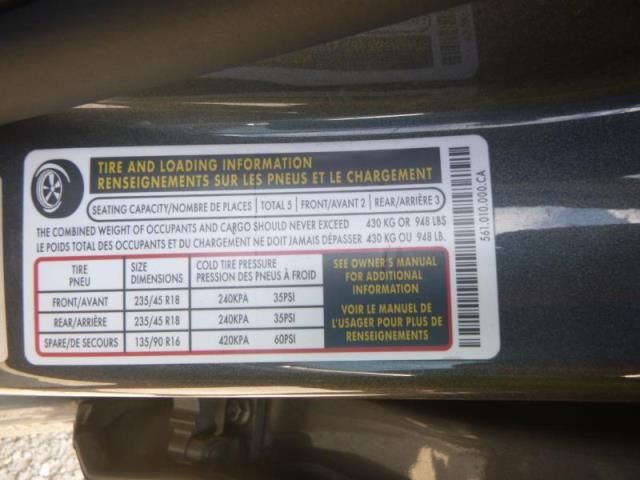 TIRE AND LOADING INFORMATION
RENSEIGNEMENTS SUR LES PNEUS ET LE CHARGEMENT
SEATING CAPACITY/NOMBRE DE PLACES TOTAL 5 FRONT/AVANT 2 REAR/ARRIÈRE 3
THE COMBINED WEIGHT OF OCCUPANTS AND CARGO SHOULD NEVER EXCEED 430 KG OR 948 LBS
LE POIDS TOTAL DES OCCUPANTS ET DU CHARGEMENT NE DOIT JAMAIS DÉPASSER 430 KG OU 948 LB.
TIRE SIZE COLD TIRE PRESSURE
PNEU DIMENSIONS PRESSION DES PNEUS À FROID
FRONT/AVANT 235/45 R18 240KPA 35PSI
REAR/ARRIÈRE 235/45 R18 240KPA 35PSI
SPARE/DE SECOURS 135/90 R16 420KPA 60PSI
SEE OWNER'S MANUAL
FOR ADDITIONAL
INFORMATION
VOIR LE MANUEL DE
L'USAGER POUR PLUS DE
RENSEIGNEMENTS
561.010.000.CA